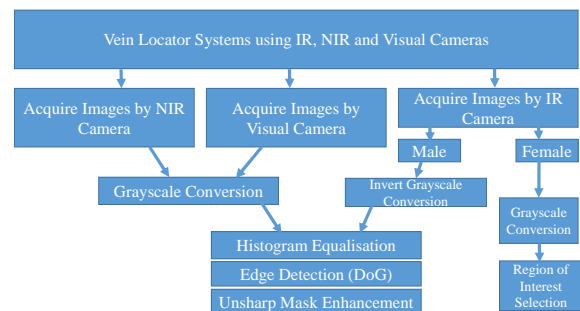 Vein Locator Systems using IR, NIR and Visual Cameras
Acquire Images by NIR
Camera
Acquire Images by
Visual Camera
Acquire Images by IR
Camera
Male
Female
Grayscale Conversion
Invert Grayscale
Conversion
Grayscale
Conversion
Histogram Equalisation
Edge Detection (DoG)
Unsharp Mask Enhancement
Region of
Interest
Selection